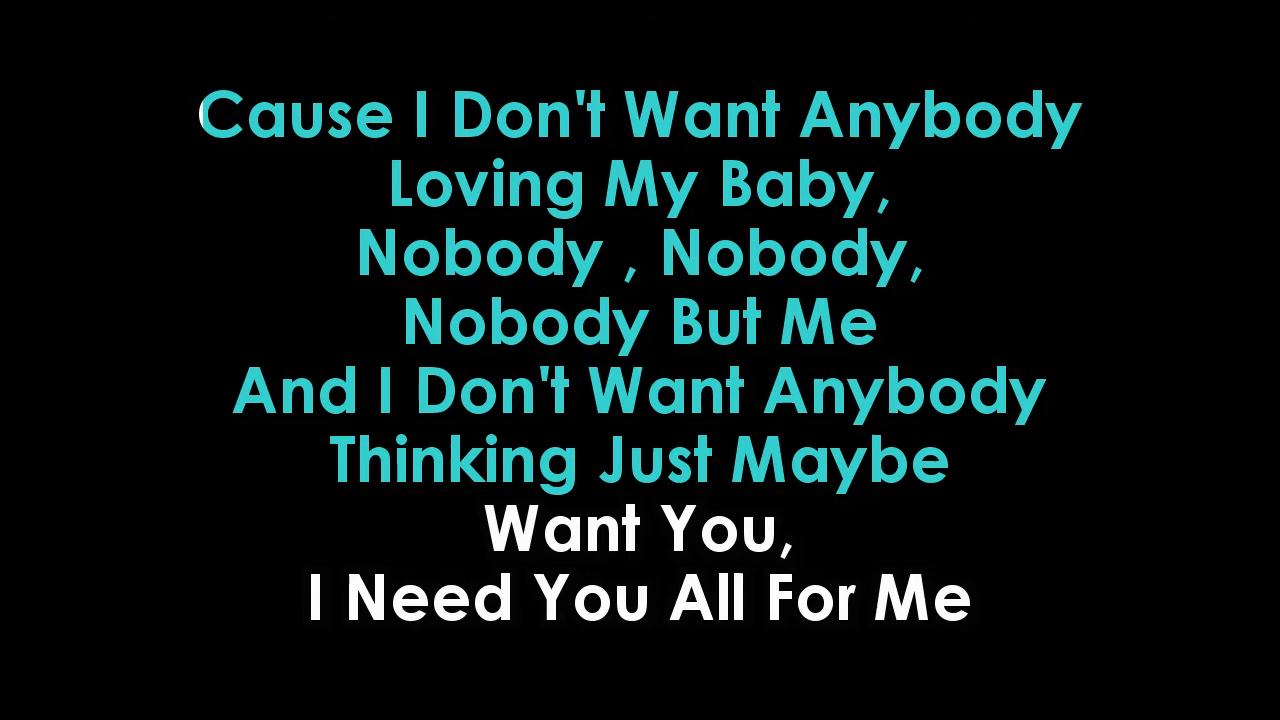 Cause I Don't Want Anybody
Loving My Baby,
Nobody , Nobody,
Nobody But Me
And I Don't Want Anybody
Thinking Just Maybe
Want You,
I Need You All For Me